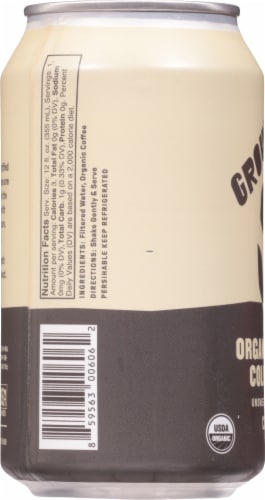 Nutrition Facts Serv. Size: 12 fl. oz. (355 mL), Servings: 1,
Amount per serving: Calories 3, Total Fat 0g (0% DV), Sodium
0mg (0% DV), Total Carb. 1g (0.33% DV), Protein 0g. Percent
Daily Values (DV) are based on a 2,000 calorie diet.
INGREDIENTS: Filtered Water, Organic Coffee
DIRECTIONS: Shake Gently & Serve
PERSIHABLE KEEP REFRIGERATED
8 59563 00606 2
ORGAN
COL
USDA
ORGANIC